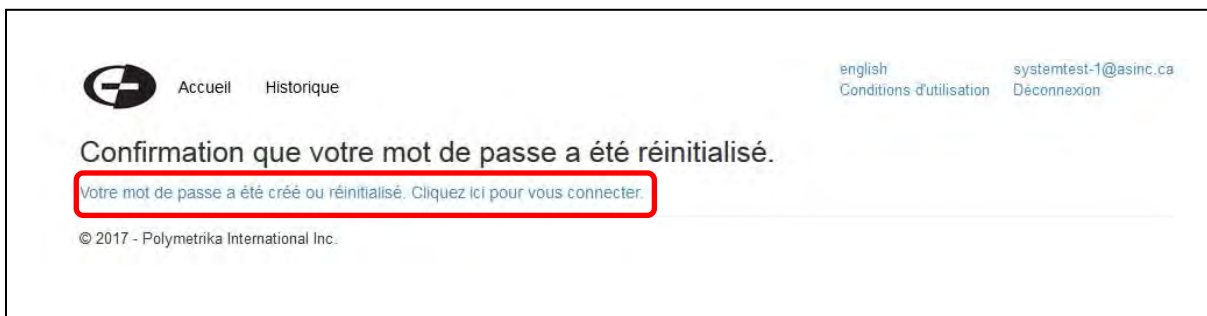 Accueil Historique
english systemtest-1@asinc.ca
Conditions d'utilisation Déconnexion
Confirmation que votre mot de passe a été réinitialisé.
Votre mot de passe a été créé ou réinitialisé. Cliquez ici pour vous connecter.
© 2017 - Polymetrika International Inc.